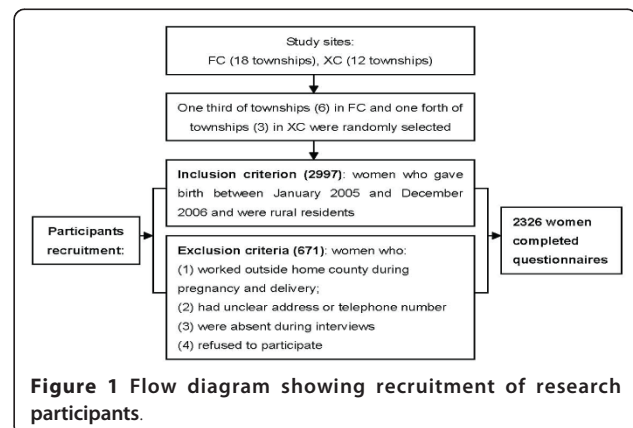 Study sites:
FC (18 townships), XC (12 townships)
One third of townships (6) in FC and one forth of
townships (3) in XC were randomly selected
Inclusion criterion (2997): women who gave
birth between January 2005 and December
2006 and were rural residents
Participants
recruitment:
Exclusion criteria (671): women who:
(1) worked outside home county during
pregnancy and delivery;
(2) had unclear address or telephone number
(3) were absent during interviews
(4) refused to participate
2326 women
completed
questionnaires
Figure 1 Flow diagram showing recruitment of research
participants.